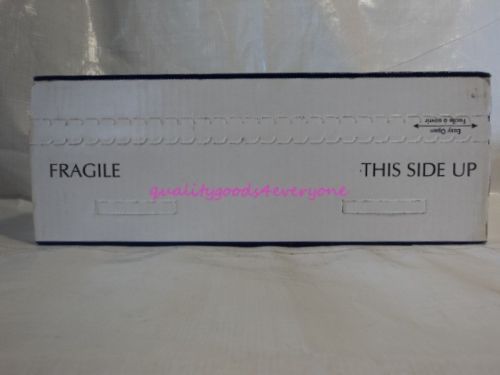 Easy Open
Facile à ouvrir
FRAGILE
THIS SIDE UP
qualitygoods4everyone